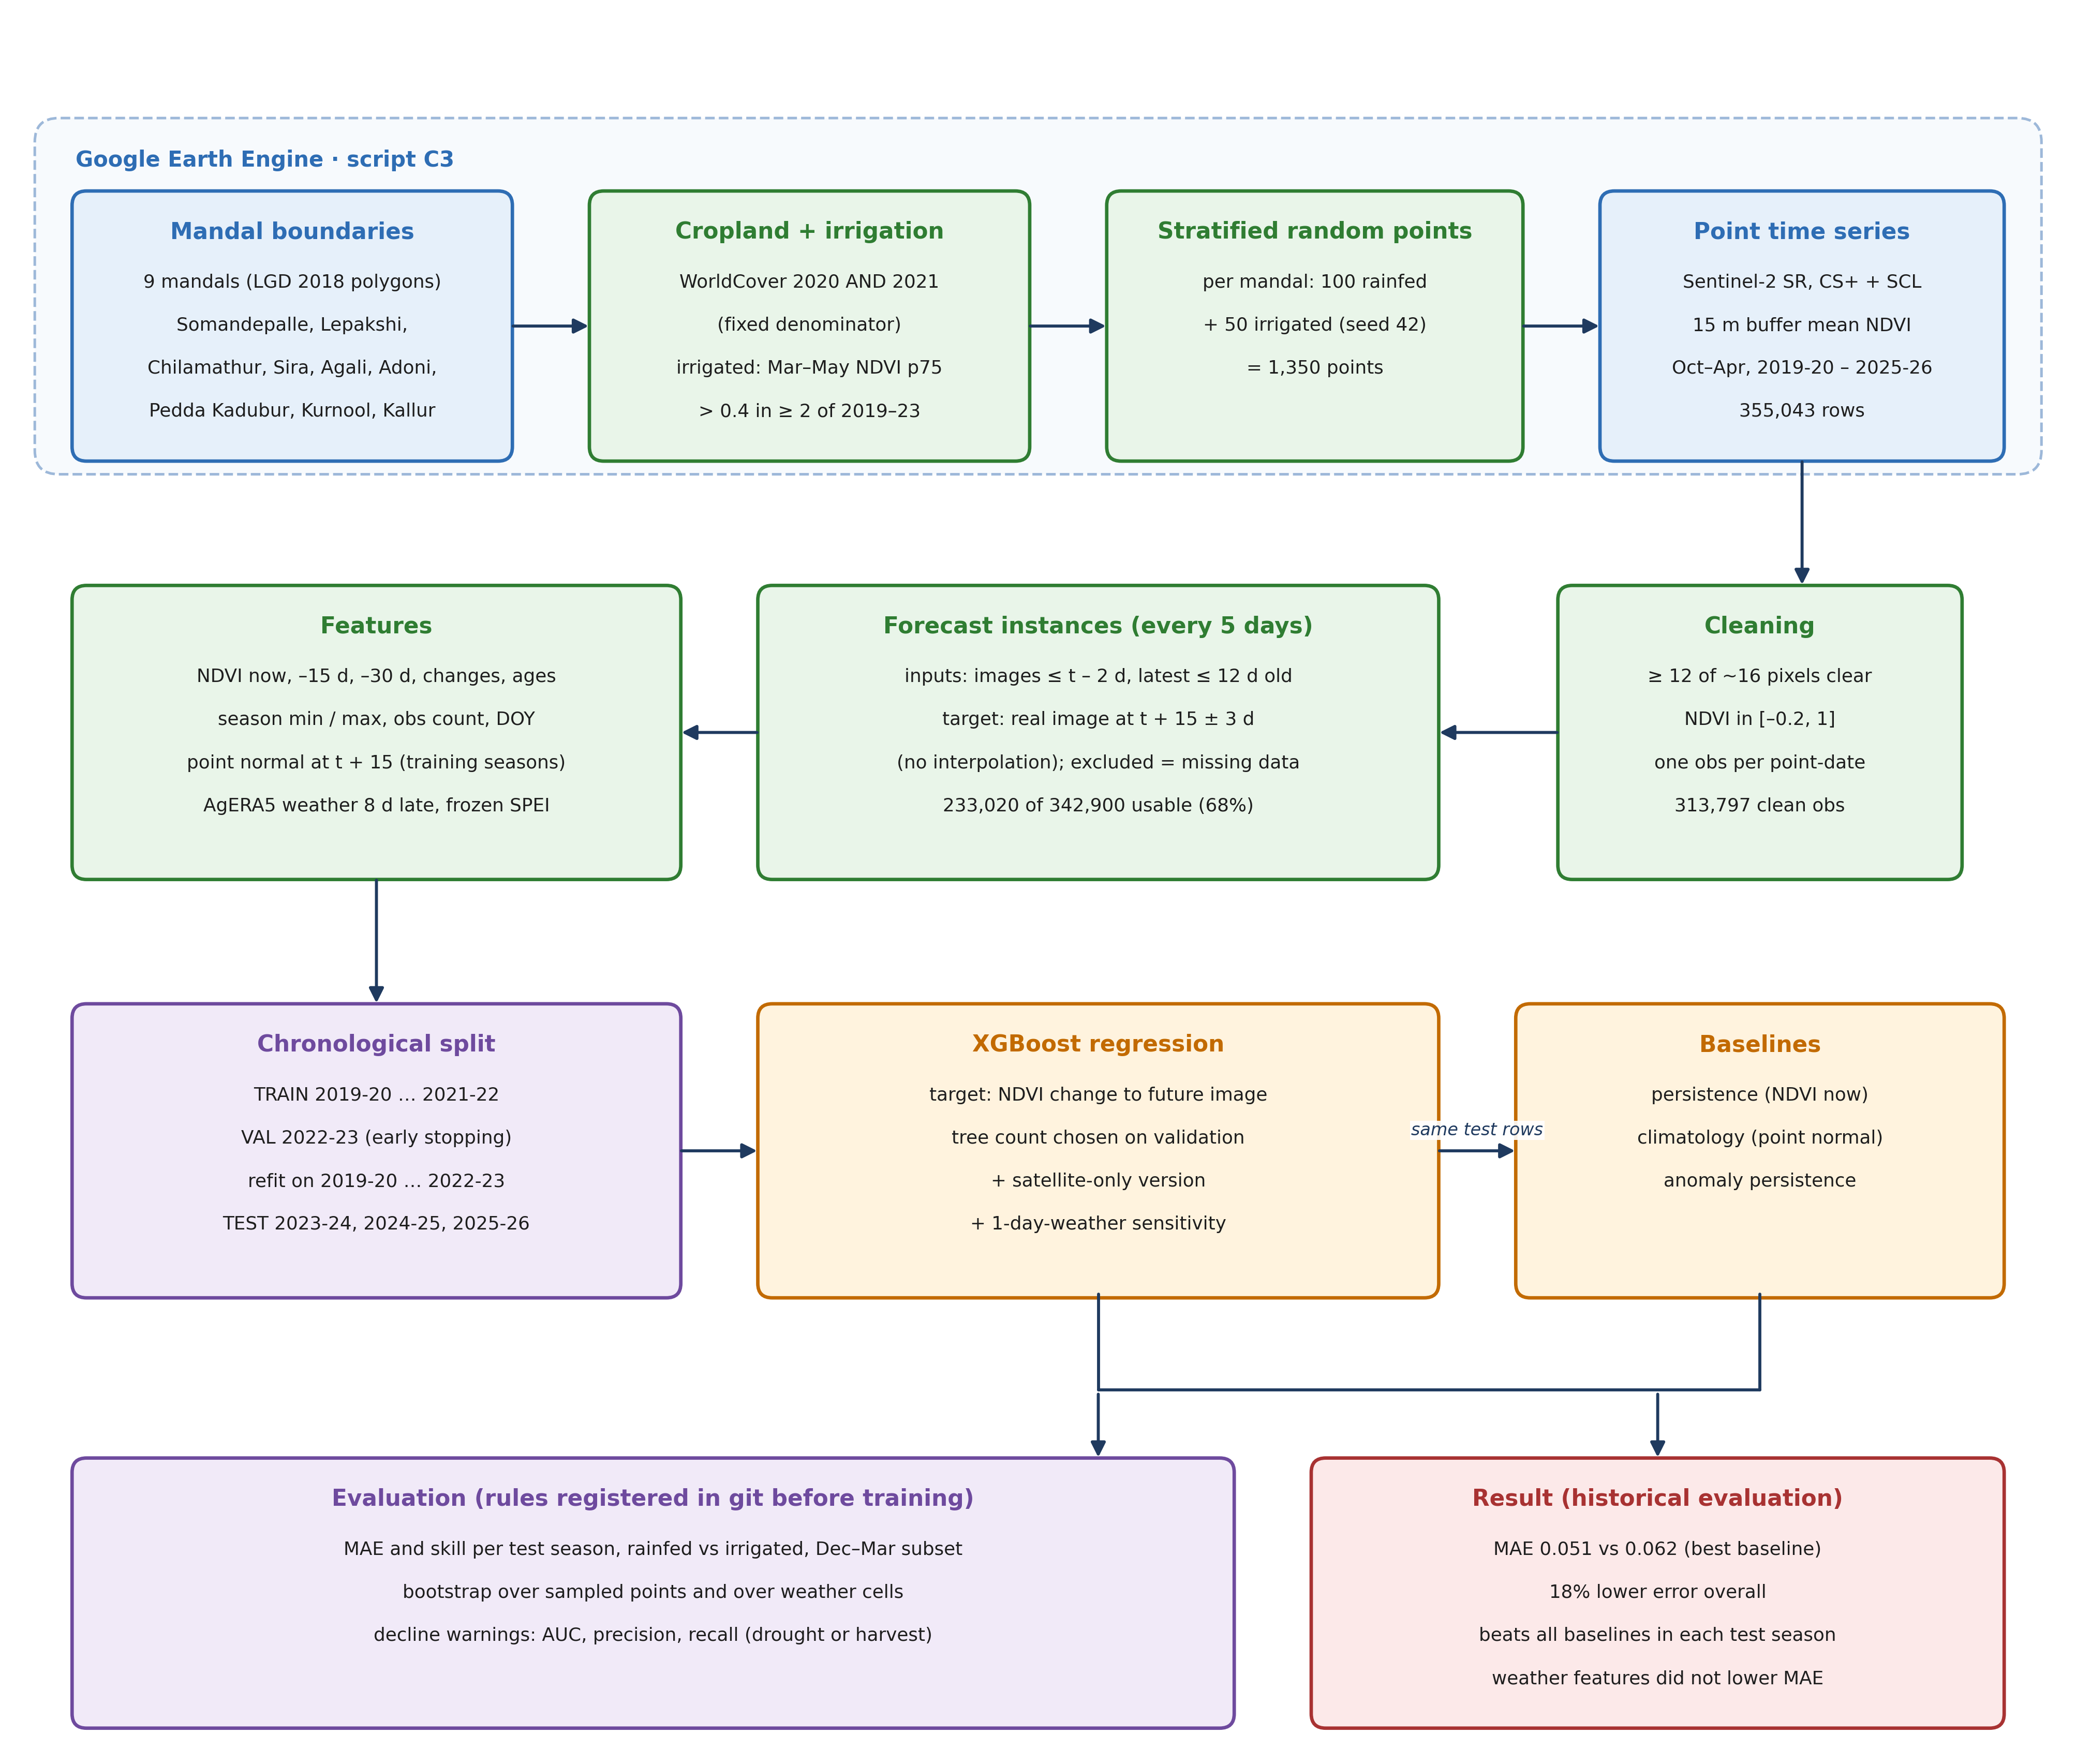 Google Earth Engine · script C3
Mandal boundaries
9 mandals (LGD 2018 polygons)
Somandepalle, Lepakshi,
Chilamathur, Sira, Agali, Adoni,
Pedda Kadubur, Kurnool, Kallur
Cropland + irrigation
WorldCover 2020 AND 2021
(fixed denominator)
irrigated: Mar–May NDVI p75
> 0.4 in ≥ 2 of 2019–23
Stratified random points
per mandal: 100 rainfed
+ 50 irrigated (seed 42)
= 1,350 points
Point time series
Sentinel-2 SR, CS+ + SCL
15 m buffer mean NDVI
Oct–Apr, 2019-20 – 2025-26
355,043 rows
Features
NDVI now, –15 d, –30 d, changes, ages
season min / max, obs count, DOY
point normal at t + 15 (training seasons)
AgERA5 weather 8 d late, frozen SPEI
Forecast instances (every 5 days)
inputs: images ≤ t – 2 d, latest ≤ 12 d old
target: real image at t + 15 ± 3 d
(no interpolation); excluded = missing data
233,020 of 342,900 usable (68%)
Cleaning
≥ 12 of ~16 pixels clear
NDVI in [–0.2, 1]
one obs per point-date
313,797 clean obs
Chronological split
TRAIN 2019-20 … 2021-22
VAL 2022-23 (early stopping)
refit on 2019-20 … 2022-23
TEST 2023-24, 2024-25, 2025-26
XGBoost regression
target: NDVI change to future image
tree count chosen on validation
+ satellite-only version
+ 1-day-weather sensitivity
same test rows
Baselines
persistence (NDVI now)
climatology (point normal)
anomaly persistence
Evaluation (rules registered in git before training)
MAE and skill per test season, rainfed vs irrigated, Dec–Mar subset
bootstrap over sampled points and over weather cells
decline warnings: AUC, precision, recall (drought or harvest)
Result (historical evaluation)
MAE 0.051 vs 0.062 (best baseline)
18% lower error overall
beats all baselines in each test season
weather features did not lower MAE